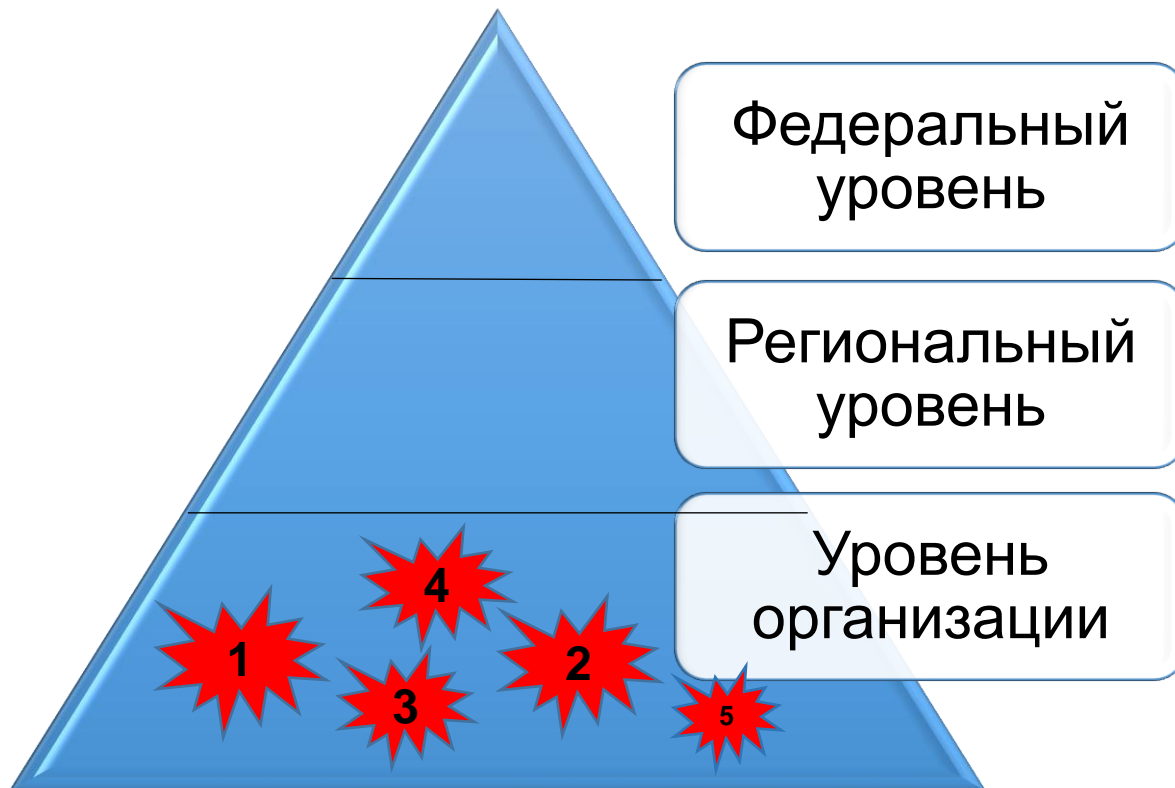 Федеральный
уровень
Региональный
уровень
Уровень
организации
4
1
2
3
5